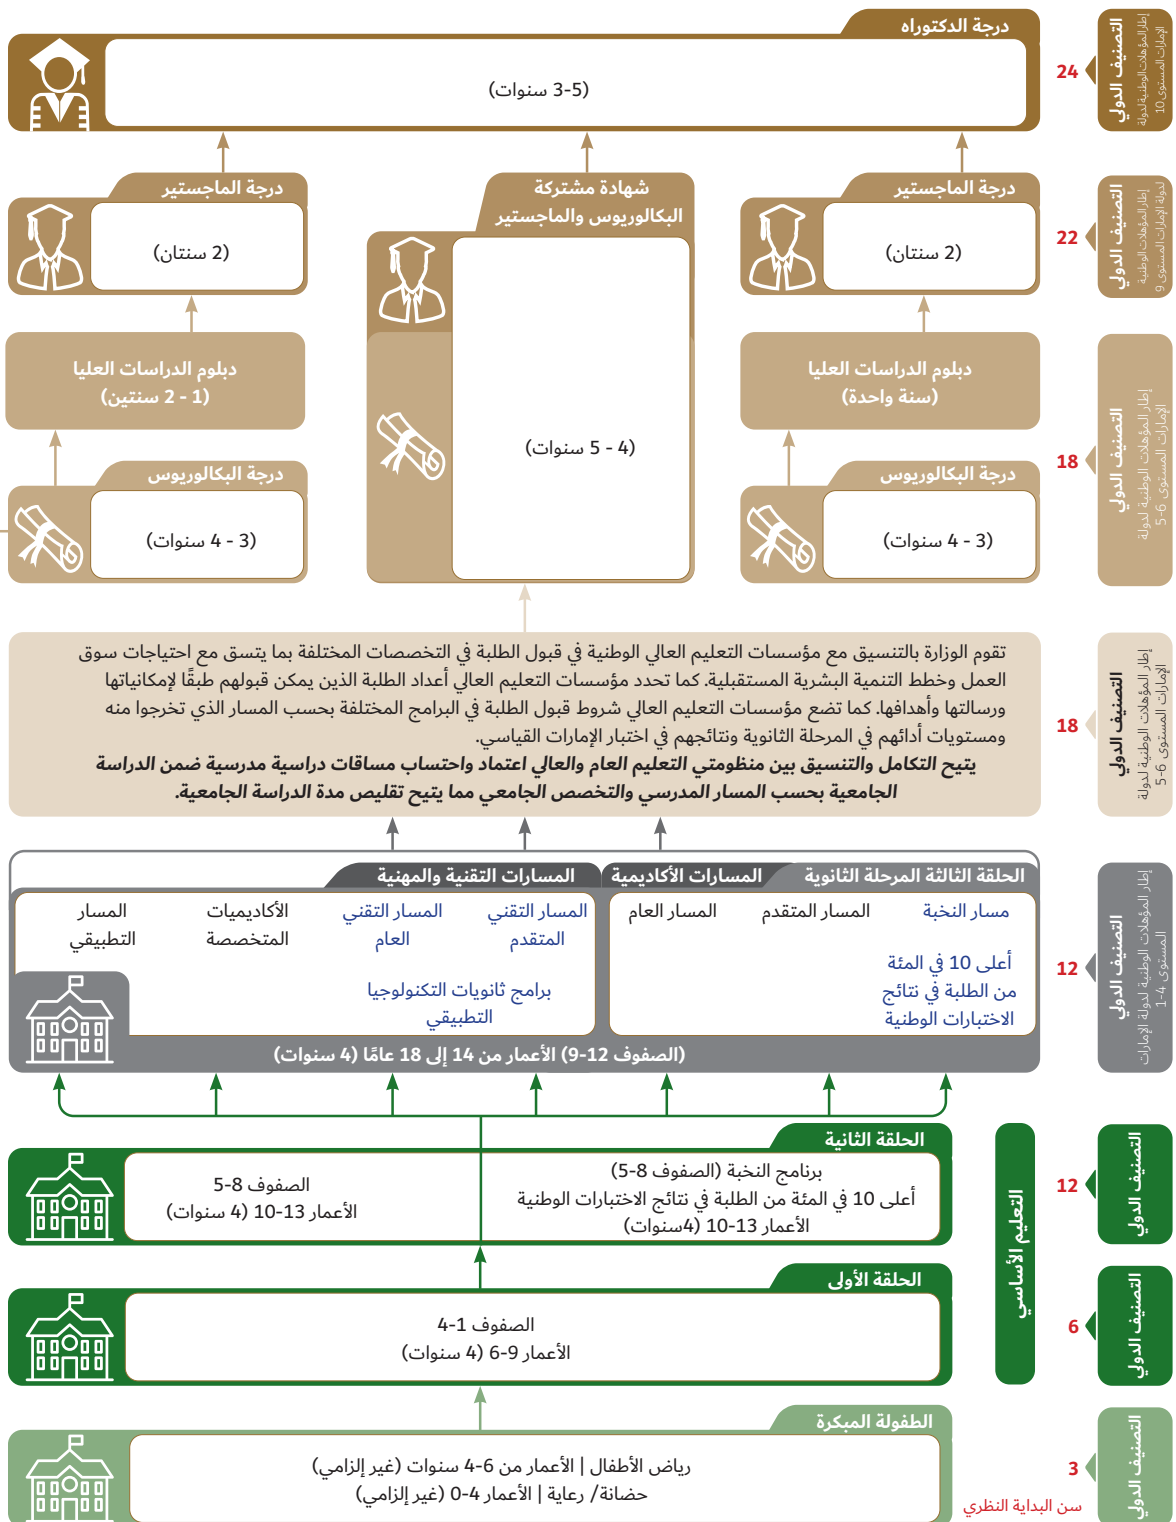 درجة الدكتوراه
(3-5 سنوات)
24
التصنيف الدولي
إطار المؤهلات الوطنية لدولة
الإمارات المستوى 10
درجة الماجستير
(2 سنتان)
شهادة مشتركة
البكالوريوس والماجستير
(4 - 5 سنوات)
درجة الماجستير
(2 سنتان)
22
التصنيف الدولي
إطار المؤهلات الوطنية
لدولة الإمارات المستوى 9
دبلوم الدراسات العليا
(سنة واحدة)
دبلوم الدراسات العليا
(1 - 2 سنتين)
درجة البكالوريوس
(3 - 4 سنوات)
درجة البكالوريوس
(3 - 4 سنوات)
18
التصنيف الدولي
إطار المؤهلات الوطنية لدولة
الإمارات المستوى 6-5
تقوم الوزارة بالتنسيق مع مؤسسات التعليم العالي الوطنية في قبول الطلبة في التخصصات المختلفة بما يتسق مع احتياجات سوق
العمل وخطط التنمية البشرية المستقبلية. كما تحدد مؤسسات التعليم العالي أعداد الطلبة الذين يمكن قبولهم طبقًا لإمكانياتها
ورسالتها وأهدافها. كما تضع مؤسسات التعليم العالي شروط قبول الطلبة في البرامج المختلفة بحسب المسار الذي تخرجوا منه
ومستويات أدائهم في المرحلة الثانوية ونتائجهم في اختبار الإمارات القياسي.
يتيح التكامل والتنسيق بين منظومتي التعليم العام والعالي اعتماد واحتساب مساقات دراسية مدرسية ضمن الدراسة
الجامعية بحسب المسار المدرسي والتخصص الجامعي مما يتيح تقليص مدة الدراسة الجامعية.
18
التصنيف الدولي
إطار المؤهلات الوطنية لدولة
الإمارات المستوى 6-5
الحلقة الثالثة المرحلة الثانوية
المسارات الأكاديمية
المسارات التقنية والمهنية
مسار النخبة
أعلى 10 في المئة
من الطلبة في نتائج
الاختبارات الوطنية
المسار المتقدم
المسار العام
المسار التقني
المتقدم
المسار التقني
العام
برامج ثانويات التكنولوجيا
التطبيقي
الأكاديميات
المتخصصة
المسار
التطبيقي
(الصفوف 12-9) الأعمار من 14 إلى 18 عامًا (4 سنوات)
12
التصنيف الدولي
إطار المؤهلات الوطنية لدولة الإمارات
المستوى 4-1
التعليم الأساسي
الحلقة الثانية
برنامج النخبة (الصفوف 8-5)
أعلى 10 في المئة من الطلبة في نتائج الاختبارات الوطنية
الأعمار 13-10 (4سنوات)
الصفوف 8-5
الأعمار 13-10 (4 سنوات)
12
التصنيف الدولي
الحلقة الأولى
الصفوف 1-4
الأعمار 9-6 (4 سنوات)
6
التصنيف الدولي
الطفولة المبكرة
رياض الأطفال | الأعمار من 6-4 سنوات (غير إلزامي)
حضانة/ رعاية | الأعمار 4-0 (غير إلزامي)
3
سن البداية النظري
التصنيف الدولي